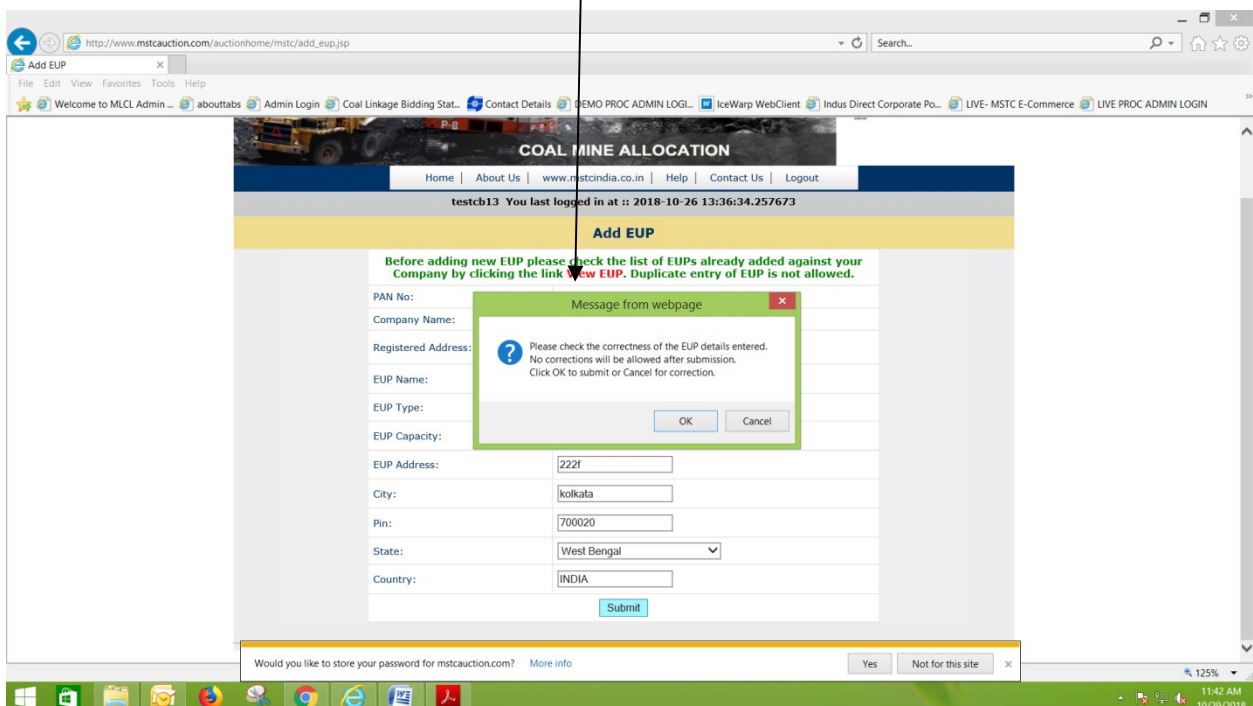 http://www.mstcauction.com/auctionhome/mstc/add_eup.jsp
Search...
Add EUP
File Edit View Favorites Tools Help
Welcome to MLCL Admin ... abouttabs Admin Login Coal Linkage Bidding Stat... Contact Details DEMO PROC ADMIN LOGI... IceWarp WebClient Indus Direct Corporate Po... LIVE- MSTC E-Commerce LIVE PROC ADMIN LOGIN
P-8
COAL MINE ALLOCATION
Home | About Us | www.mstcindia.co.in | Help | Contact Us | Logout
testcb13 You last logged in at :: 2018-10-26 13:36:34.257673
Add EUP
Before adding new EUP please check the list of EUPs already added against your
Company by clicking the link View EUP. Duplicate entry of EUP is not allowed.
PAN No:
Company Name:
Registered Address:
EUP Name:
EUP Type:
EUP Capacity:
Message from webpage
Please check the correctness of the EUP details entered.
No corrections will be allowed after submission.
Click OK to submit or Cancel for correction.
OK Cancel
EUP Address: 222f
City: kolkata
Pin: 700020
State: West Bengal
Country: INDIA
Submit
Would you like to store your password for mstcauction.com? More info Yes Not for this site
125%
11:42 AM
10/29/2018